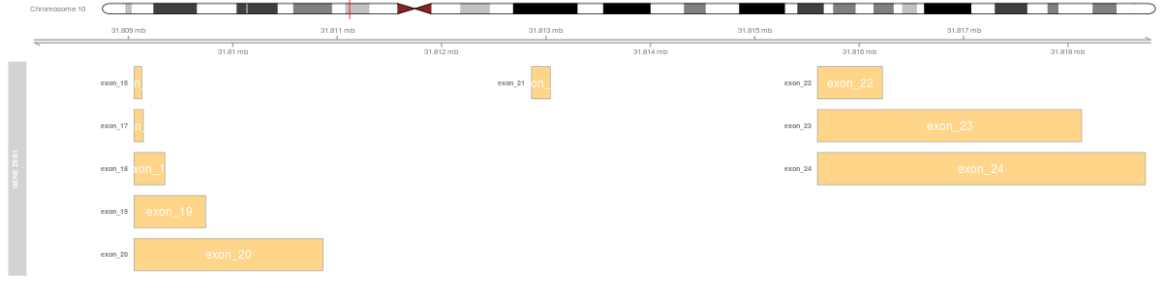 Chromosome 10
31.809 mb 31.811 mb 31.813 mb 31.815 mb 31.817 mb
31.81 mb 31.812 mb 31.814 mb 31.816 mb 31.818 mb
exon_16 exon_21 on_ exon_22 exon_22
exon_17 exon_23 exon_23
exon_18 xon_1 exon_24 exon_24
exon_19 exon_19
exon_20 exon_20